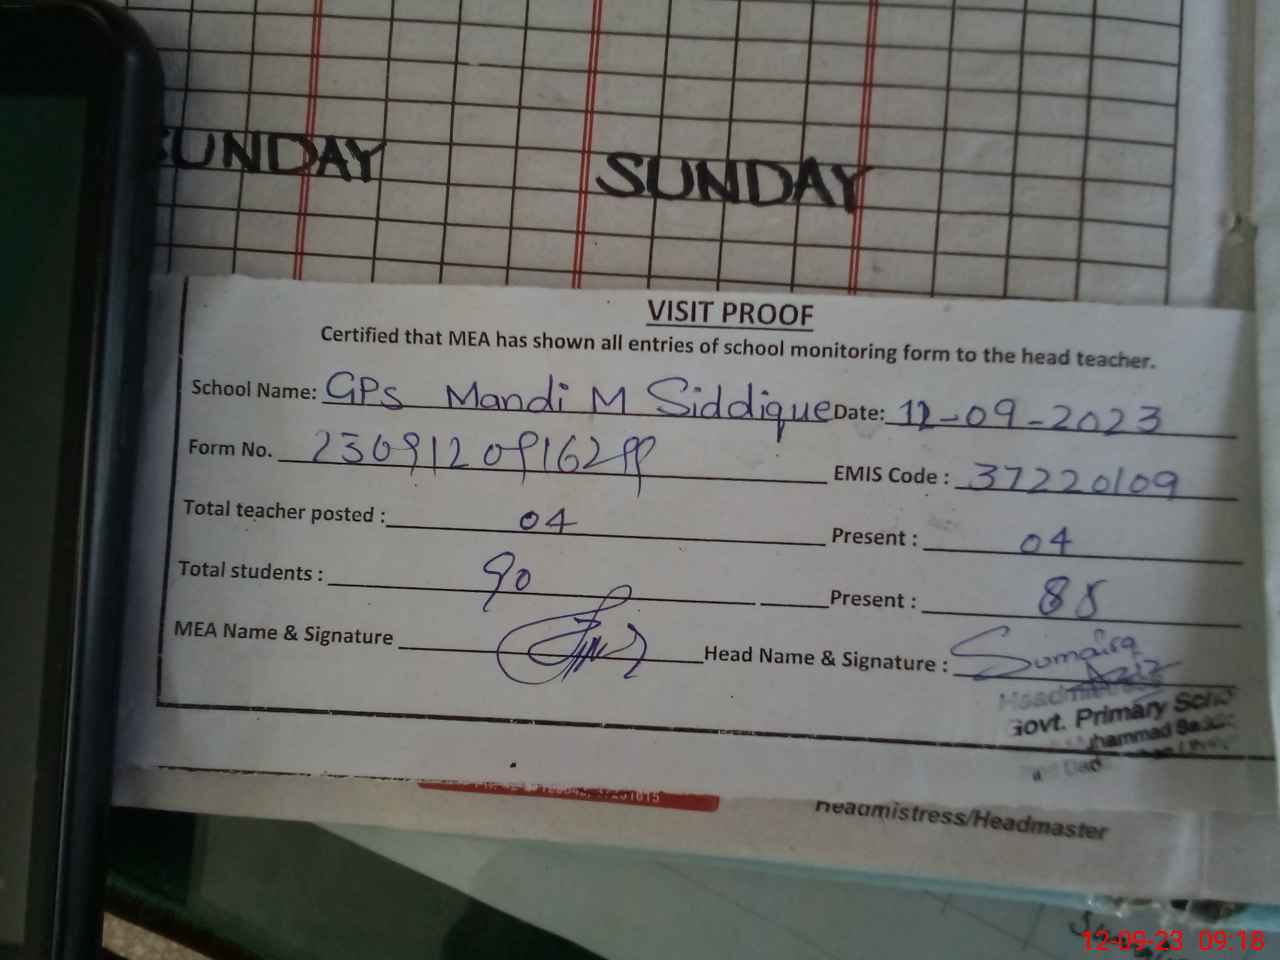 SUNDAY SUNDAY
VISIT PROOF
Certified that MEA has shown all entries of school monitoring form to the head teacher.
School Name: GPS Mandi M Siddique Date: 12-09-2023
Form No. EMIS Code : 37220109
Total teacher posted : 04 Present : 04
Total students : 90 Present : 88
MEA Name & Signature Head Name & Signature : Sumaira Aziz
Headmistress
Govt. Primary
Headmistress/Headmaster
12-09-23 09:18